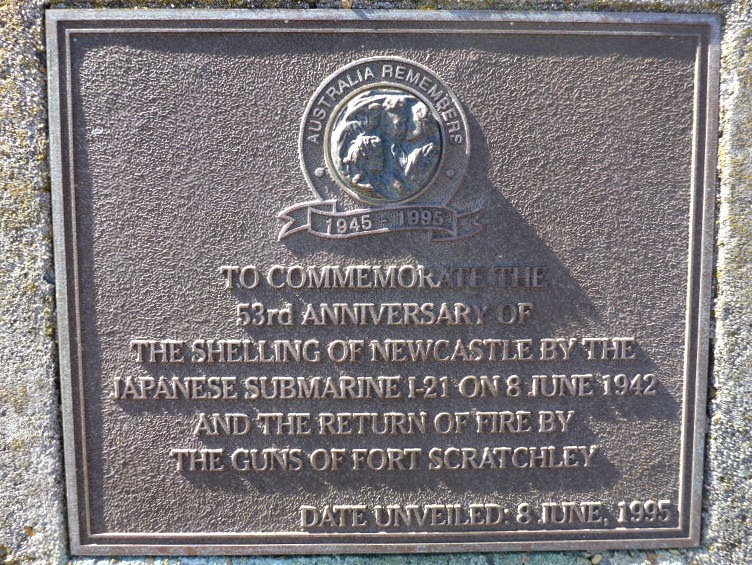 AUSTRALIA REMEMBERS
1945 - 1995
TO COMMEMORATE THE
53rd ANNIVERSARY OF
THE SHELLING OF NEWCASTLE BY THE
JAPANESE SUBMARINE I-21 ON 8 JUNE 1942
AND THE RETURN OF FIRE BY
THE GUNS OF FORT SCRATCHLEY
DATE UNVEILED: 8 JUNE, 1995